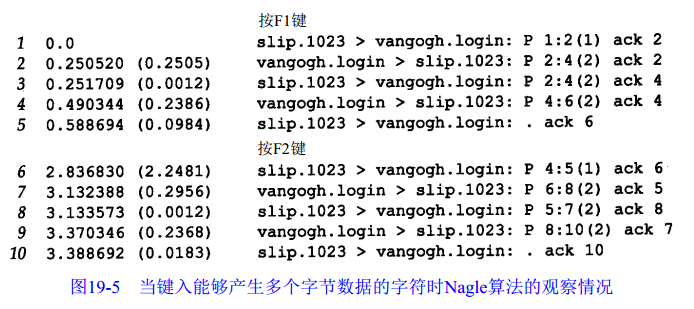 按F1键
1 0.0 slip.1023 > vangogh.login: P 1:2(1) ack 2
2 0.250520 (0.2505) vangogh.login > slip.1023: P 2:4(2) ack 2
3 0.251709 (0.0012) slip.1023 > vangogh.login: P 2:4(2) ack 4
4 0.490344 (0.2386) vangogh.login > slip.1023: P 4:6(2) ack 4
5 0.588694 (0.0984) slip.1023 > vangogh.login: . ack 6
按F2键
6 2.836830 (2.2481) slip.1023 > vangogh.login: P 4:5(1) ack 6
7 3.132388 (0.2956) vangogh.login > slip.1023: P 6:8(2) ack 5
8 3.133573 (0.0012) slip.1023 > vangogh.login: P 5:7(2) ack 8
9 3.370346 (0.2368) vangogh.login > slip.1023: P 8:10(2) ack 7
10 3.388692 (0.0183) slip.1023 > vangogh.login: . ack 10
图19-5 当键入能够产生多个字节数据的字符时Nagle算法的观察情况